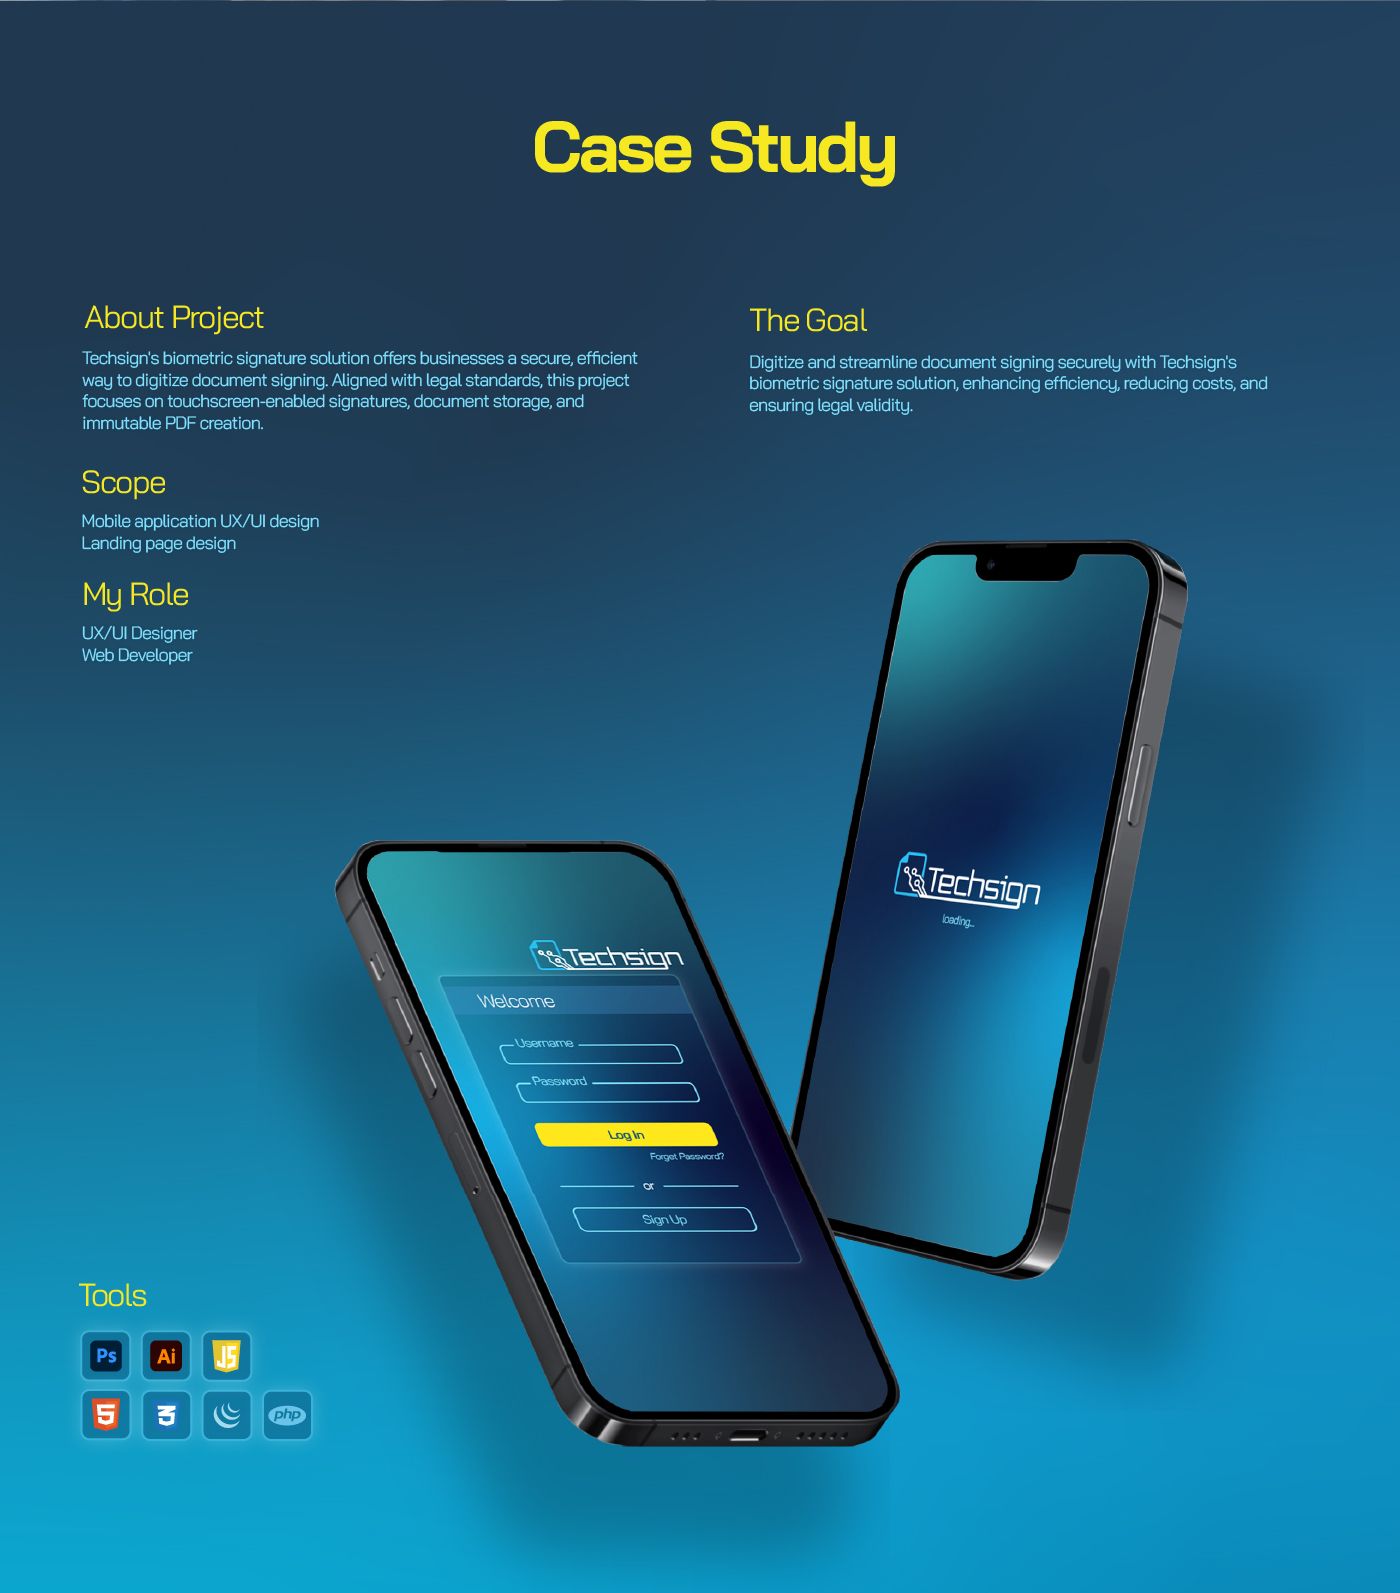 Case Study
About Project
Techsign's biometric signature solution offers businesses a secure, efficient
way to digitize document signing. Aligned with legal standards, this project
focuses on touchscreen-enabled signatures, document storage, and
immutable PDF creation.
The Goal
Digitize and streamline document signing securely with Techsign's
biometric signature solution, enhancing efficiency, reducing costs, and
ensuring legal validity.
Scope
Mobile application UX/UI design
Landing page design
My Role
UX/UI Designer
Web Developer
Techsign
loading...
Techsign
Welcome
Username
Password
Log In
Forget Password?
or
Sign Up
Tools
Ps
Ai
JS
5
3
php